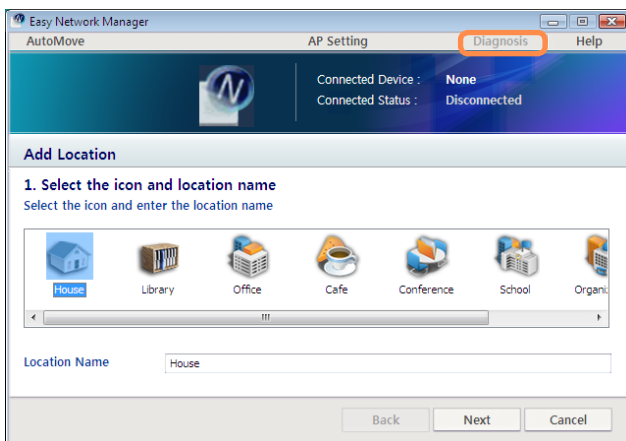 Easy Network Manager
AutoMove AP Setting Diagnosis Help
Connected Device : None
Connected Status : Disconnected
Add Location
1. Select the icon and location name
Select the icon and enter the location name
House Library Office Cafe Conference School Organiz
Location Name House
Back Next Cancel